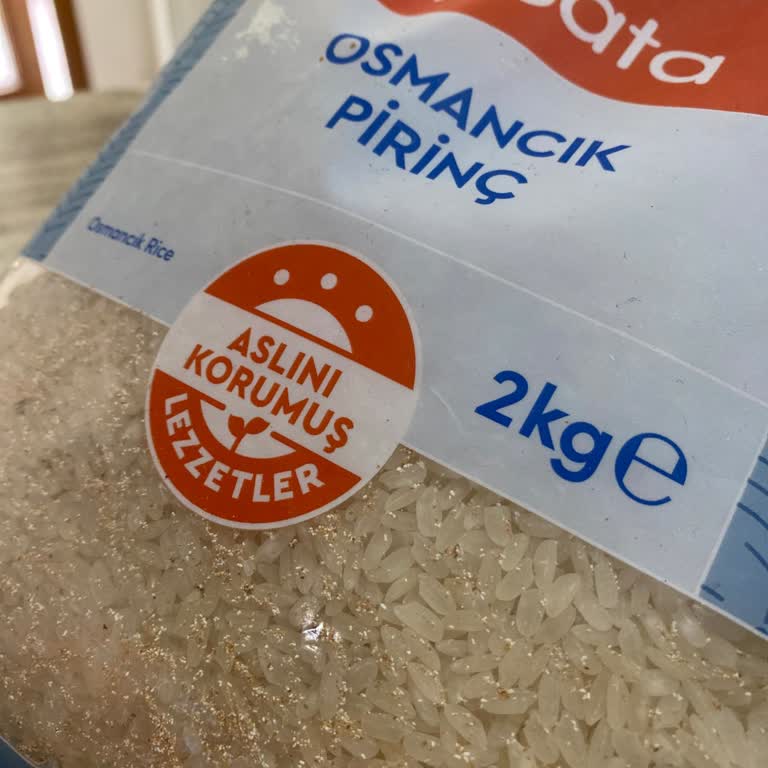 OSMANCIK
PİRİNÇ
Osmancık Rice
ASLINI
KORUMUŞ
LEZZETLER
2kg℮